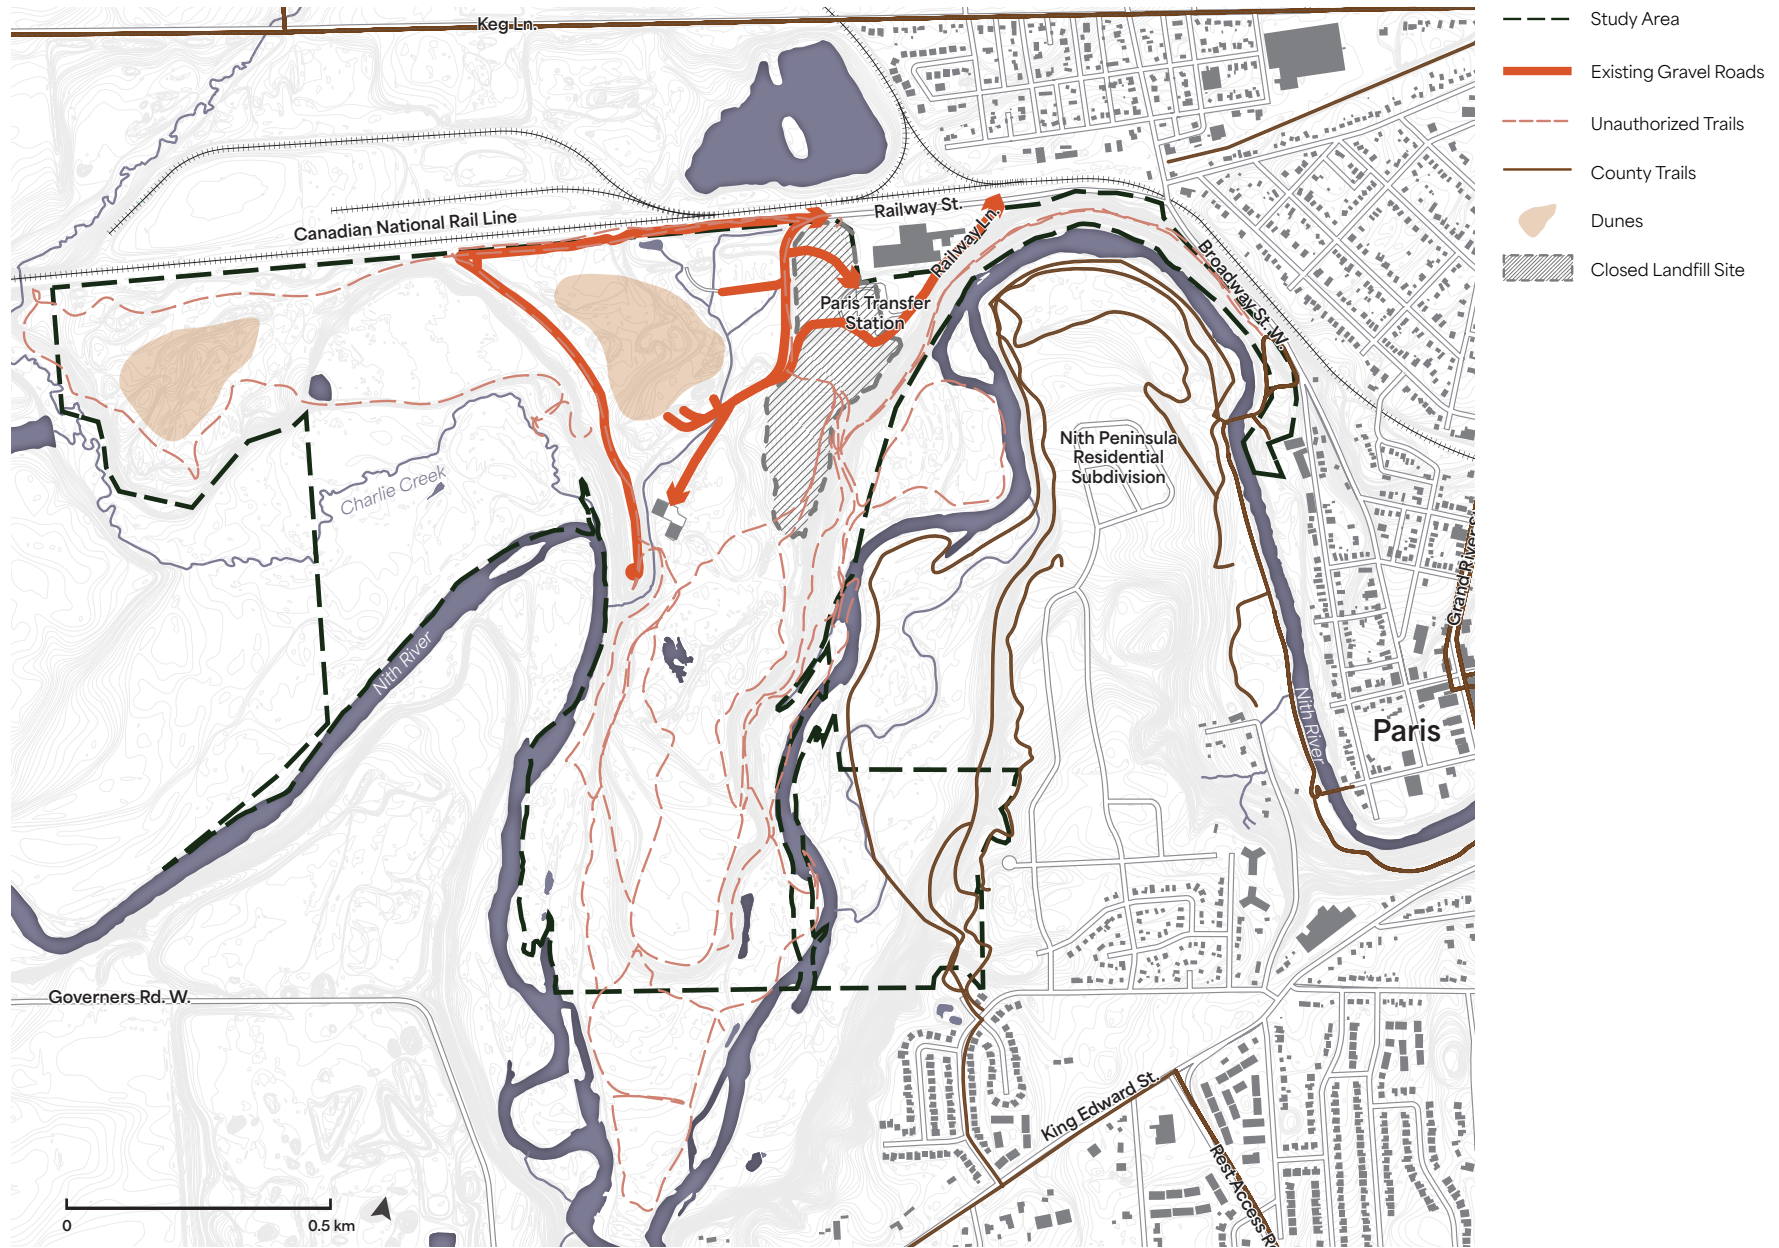 Keg Ln.
Study Area
Existing Gravel Roads
Unauthorized Trails
County Trails
Dunes
Closed Landfill Site
Canadian National Rail Line
Railway St.
Railway Ln.
Broadway St. W.
Paris Transfer
Station
Nith Peninsula
Residential
Subdivision
Charlie Creek
Nith River
Nith River
Paris
Governers Rd. W.
King Edward St.
0
0.5 km